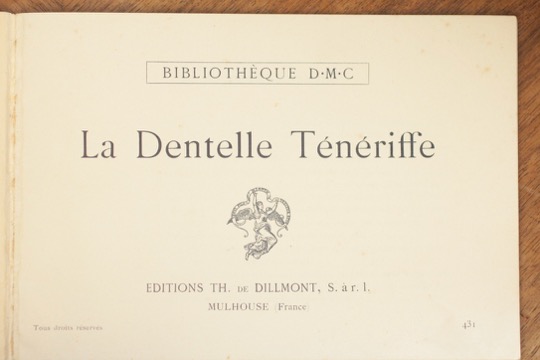 BIBLIOTHÈQUE D·M·C
La Dentelle Ténériffe
EDITIONS TH. DE DILLMONT, S. à r. l.
MULHOUSE (France)
Tous droits réservés
431